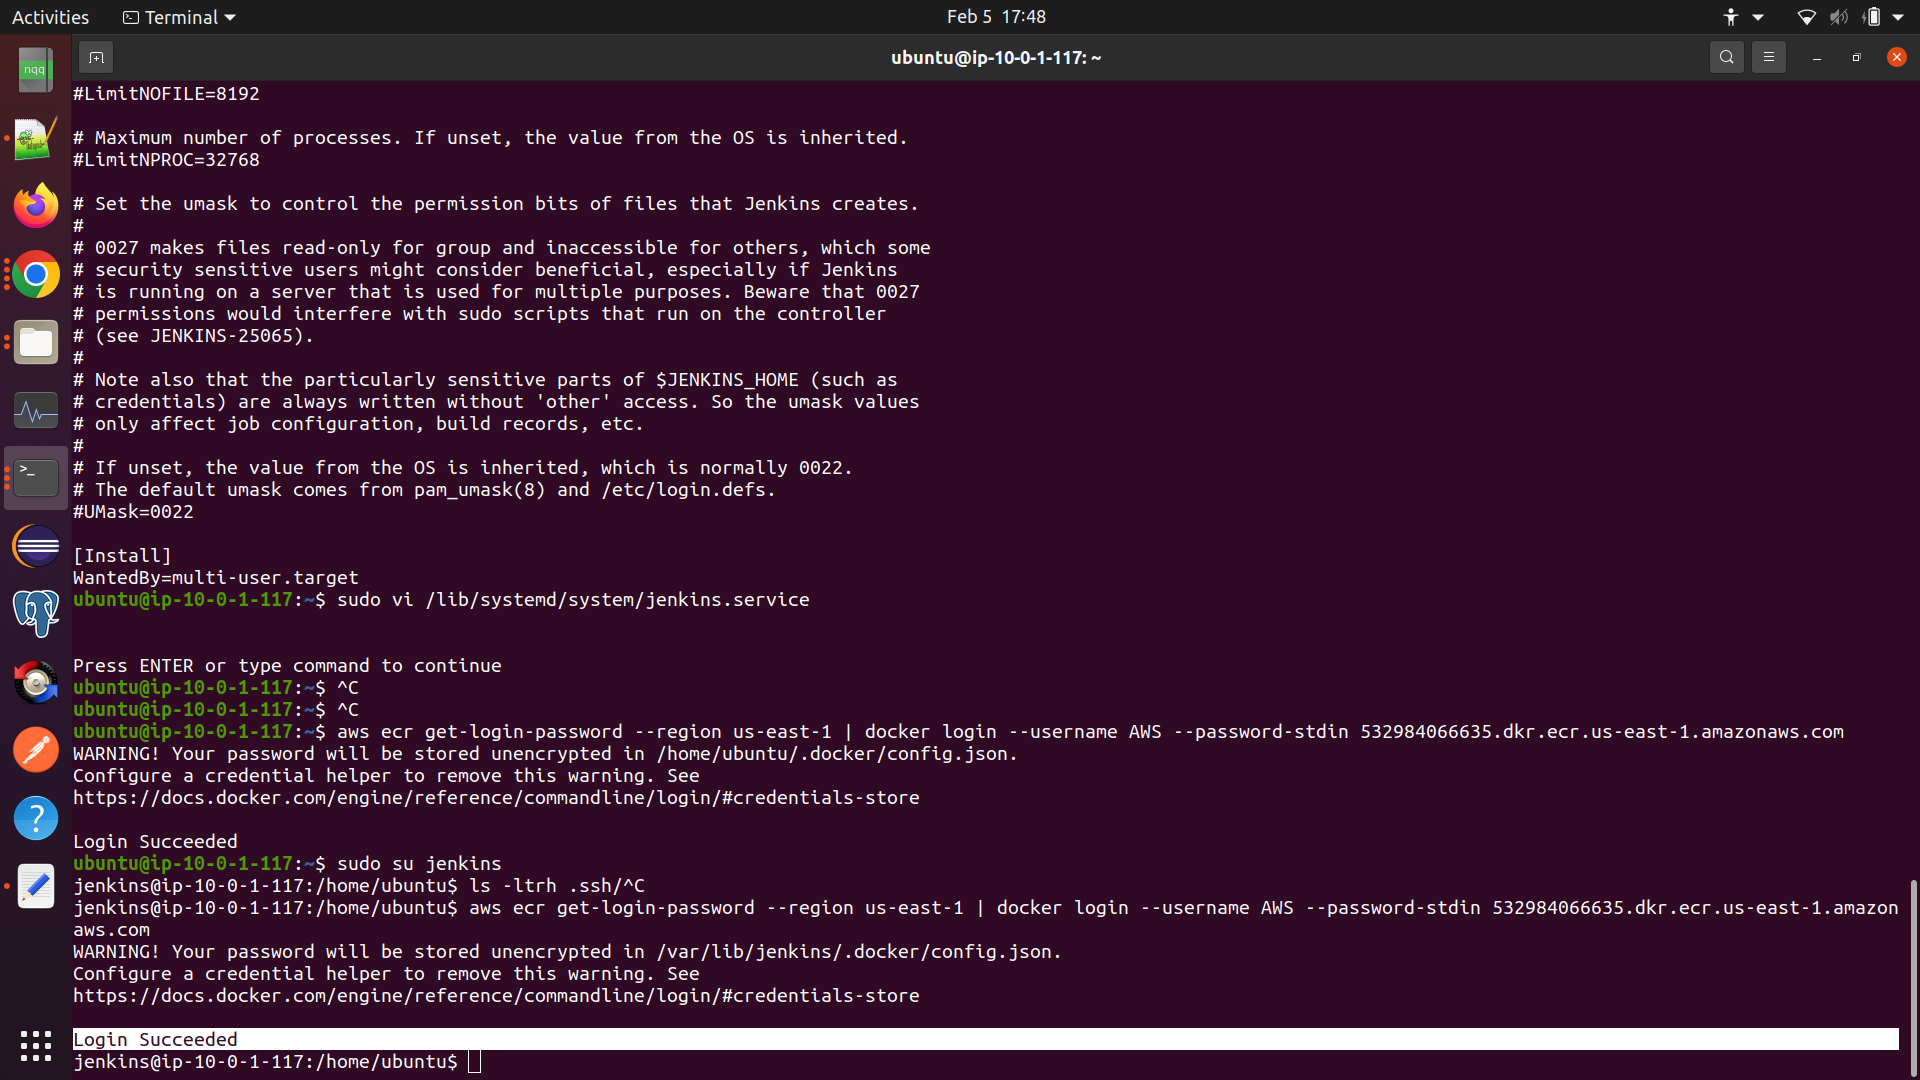 Activities
Terminal
Feb 5 17:48
ubuntu@ip-10-0-1-117: ~
nqq
#LimitNOFILE=8192
# Maximum number of processes. If unset, the value from the OS is inherited.
#LimitNPROC=32768
# Set the umask to control the permission bits of files that Jenkins creates.
#
# 0027 makes files read-only for group and inaccessible for others, which some
# security sensitive users might consider beneficial, especially if Jenkins
# is running on a server that is used for multiple purposes. Beware that 0027
# permissions would interfere with sudo scripts that run on the controller
# (see JENKINS-25065).
#
# Note also that the particularly sensitive parts of $JENKINS_HOME (such as
# credentials) are always written without 'other' access. So the umask values
# only affect job configuration, build records, etc.
#
# If unset, the value from the OS is inherited, which is normally 0022.
# The default umask comes from pam_umask(8) and /etc/login.defs.
#UMask=0022
[Install]
WantedBy=multi-user.target
ubuntu@ip-10-0-1-117:~$ sudo vi /lib/systemd/system/jenkins.service
Press ENTER or type command to continue
ubuntu@ip-10-0-1-117:~$ ^C
ubuntu@ip-10-0-1-117:~$ ^C
ubuntu@ip-10-0-1-117:~$ aws ecr get-login-password --region us-east-1 | docker login --username AWS --password-stdin 532984066635.dkr.ecr.us-east-1.amazonaws.com
WARNING! Your password will be stored unencrypted in /home/ubuntu/.docker/config.json.
Configure a credential helper to remove this warning. See
https://docs.docker.com/engine/reference/commandline/login/#credentials-store
Login Succeeded
ubuntu@ip-10-0-1-117:~$ sudo su jenkins
jenkins@ip-10-0-1-117:/home/ubuntu$ ls -ltrh .ssh/^C
jenkins@ip-10-0-1-117:/home/ubuntu$ aws ecr get-login-password --region us-east-1 | docker login --username AWS --password-stdin 532984066635.dkr.ecr.us-east-1.amazon
aws.com
WARNING! Your password will be stored unencrypted in /var/lib/jenkins/.docker/config.json.
Configure a credential helper to remove this warning. See
https://docs.docker.com/engine/reference/commandline/login/#credentials-store
Login Succeeded
jenkins@ip-10-0-1-117:/home/ubuntu$